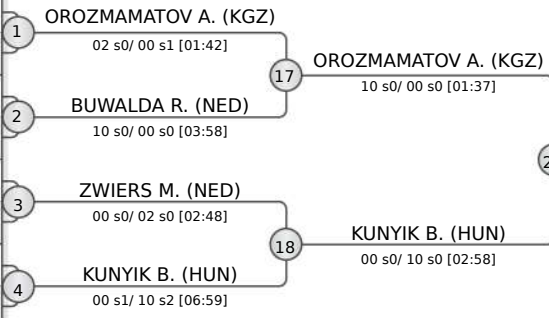 1
OROZMAMATOV A. (KGZ)
02 s0/ 00 s1 [01:42]
17
OROZMAMATOV A. (KGZ)
10 s0/ 00 s0 [01:37]
2
BUWALDA R. (NED)
10 s0/ 00 s0 [03:58]
3
ZWIERS M. (NED)
00 s0/ 02 s0 [02:48]
18
KUNYIK B. (HUN)
00 s0/ 10 s0 [02:58]
4
KUNYIK B. (HUN)
00 s1/ 10 s2 [06:59]